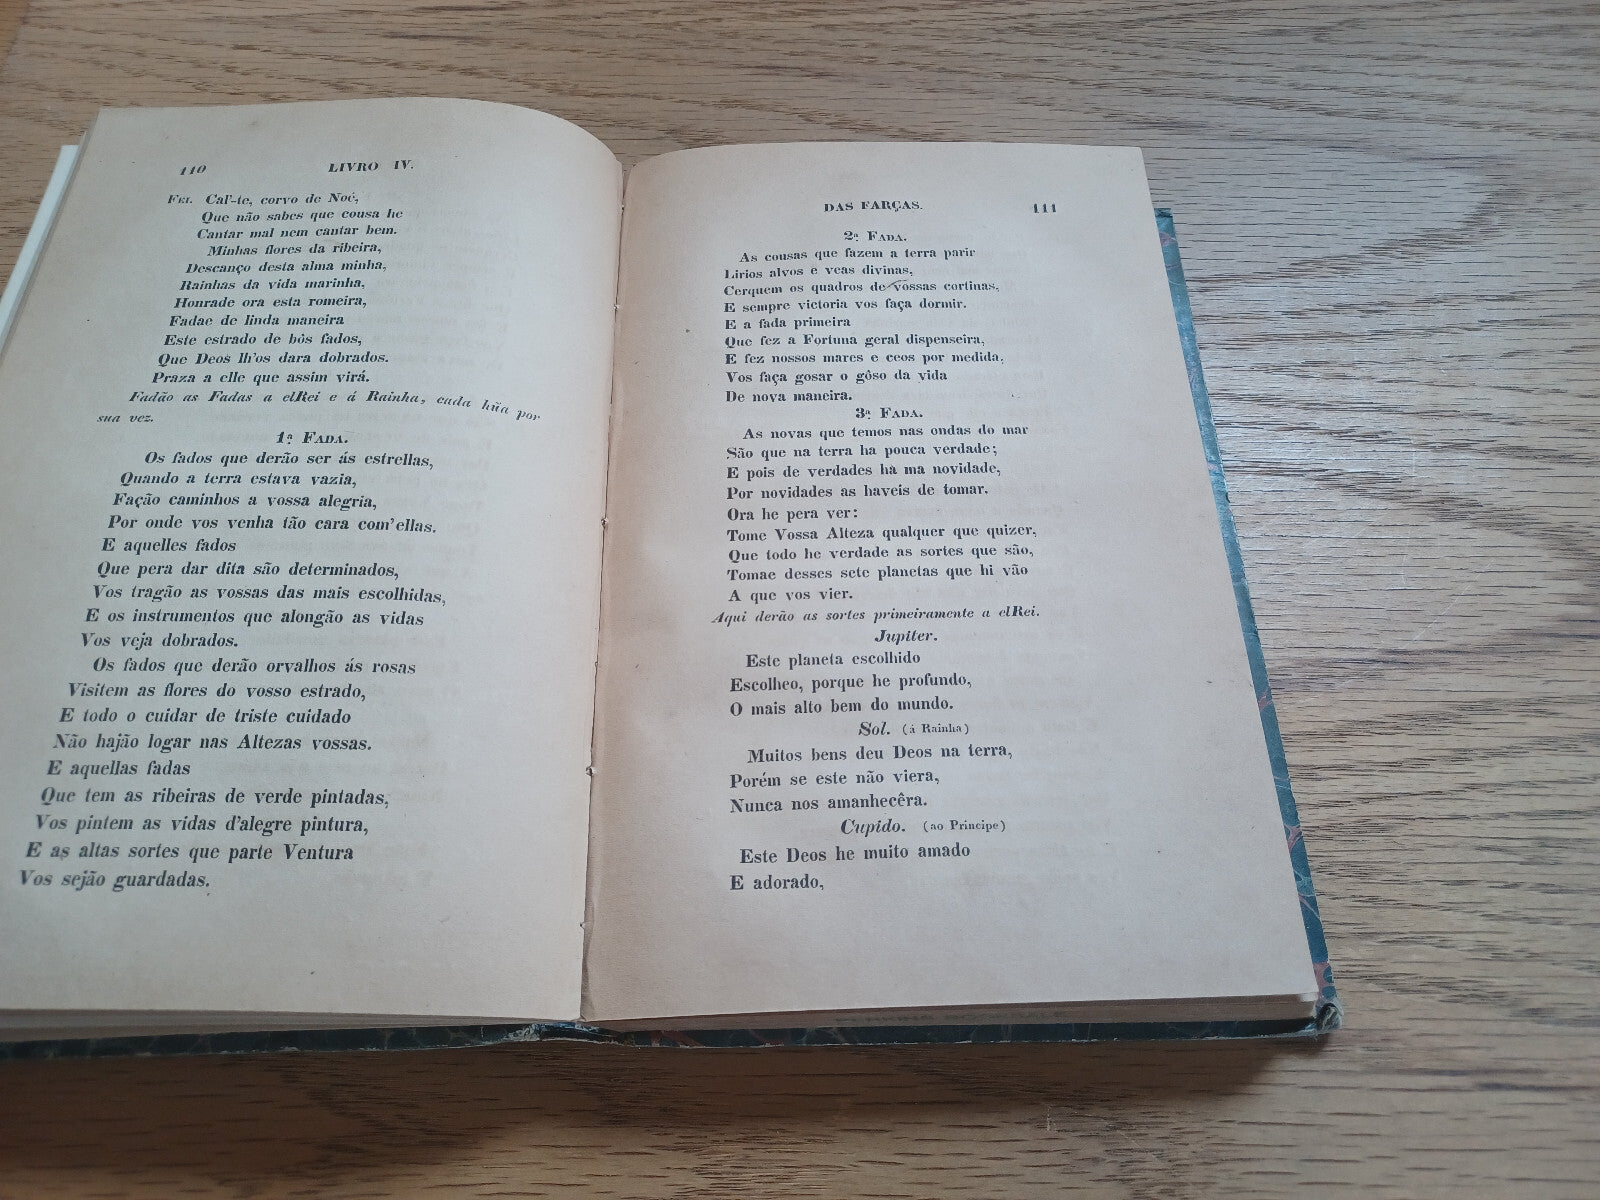 110 LIVRO IV.
FEI. Cal'-te, corvo de Noé,
Que não sabes que cousa he
Cantar mal nem cantar bem.
Minhas flores da ribeira,
Descanço desta alma minha,
Rainhas da vida marinha,
Honrade ora esta romeira,
Fadae de linda maneira
Este estrado de bôs fados,
Que Deos lh'os dara dobrados.
Praza a elle que assim virá.
Fadão as Fadas a elRei e á Rainha, cada hũa por
sua vez.
1ª FADA.
Os fados que derão ser ás estrellas,
Quando a terra estava vazia,
Fação caminhos a vossa alegria,
Por onde vos venha tão cara com'ellas.
E aquelles fados
Que pera dar dita são determinados,
Vos tragão as vossas das mais escolhidas,
E os instrumentos que alongão as vidas
Vos veja dobrados.
Os fados que derão orvalhos ás rosas
Visitem as flores do vosso estrado,
E todo o cuidar de triste cuidado
Não hajão logar nas Altezas vossas.
E aquellas fadas
Que tem as ribeiras de verde pintadas,
Vos pintem as vidas d'alegre pintura,
E as altas sortes que parte Ventura
Vos sejão guardadas.
DAS FARÇAS. 111
2ª FADA.
As cousas que fazem a terra parir
Lirios alvos e veas divinas,
Cerquem os quadros de vossas cortinas,
E sempre victoria vos faça dormir.
E a fada primeira
Que fez a Fortuna geral dispenseira,
E fez nossos mares e ceos por medida,
Vos faça gosar o gôso da vida
De nova maneira.
3ª FADA.
As novas que temos nas ondas do mar
São que na terra ha pouca verdade;
E pois de verdades ha ma novidade,
Por novidades as haveis de tomar.
Ora he pera ver:
Tome Vossa Alteza qualquer que quizer,
Que todo he verdade as sortes que são,
Tomae desses sete planetas que hi vão
A que vos vier.
Aqui derão as sortes primeiramente a elRei.
Jupiter.
Este planeta escolhido
Escolheo, porque he profundo,
O mais alto bem do mundo.
Sol. (á Rainha)
Muitos bens deu Deos na terra,
Porém se este não viera,
Nunca nos amanhecêra.
Cupido. (ao Principe)
Este Deos he muito amado
E adorado,